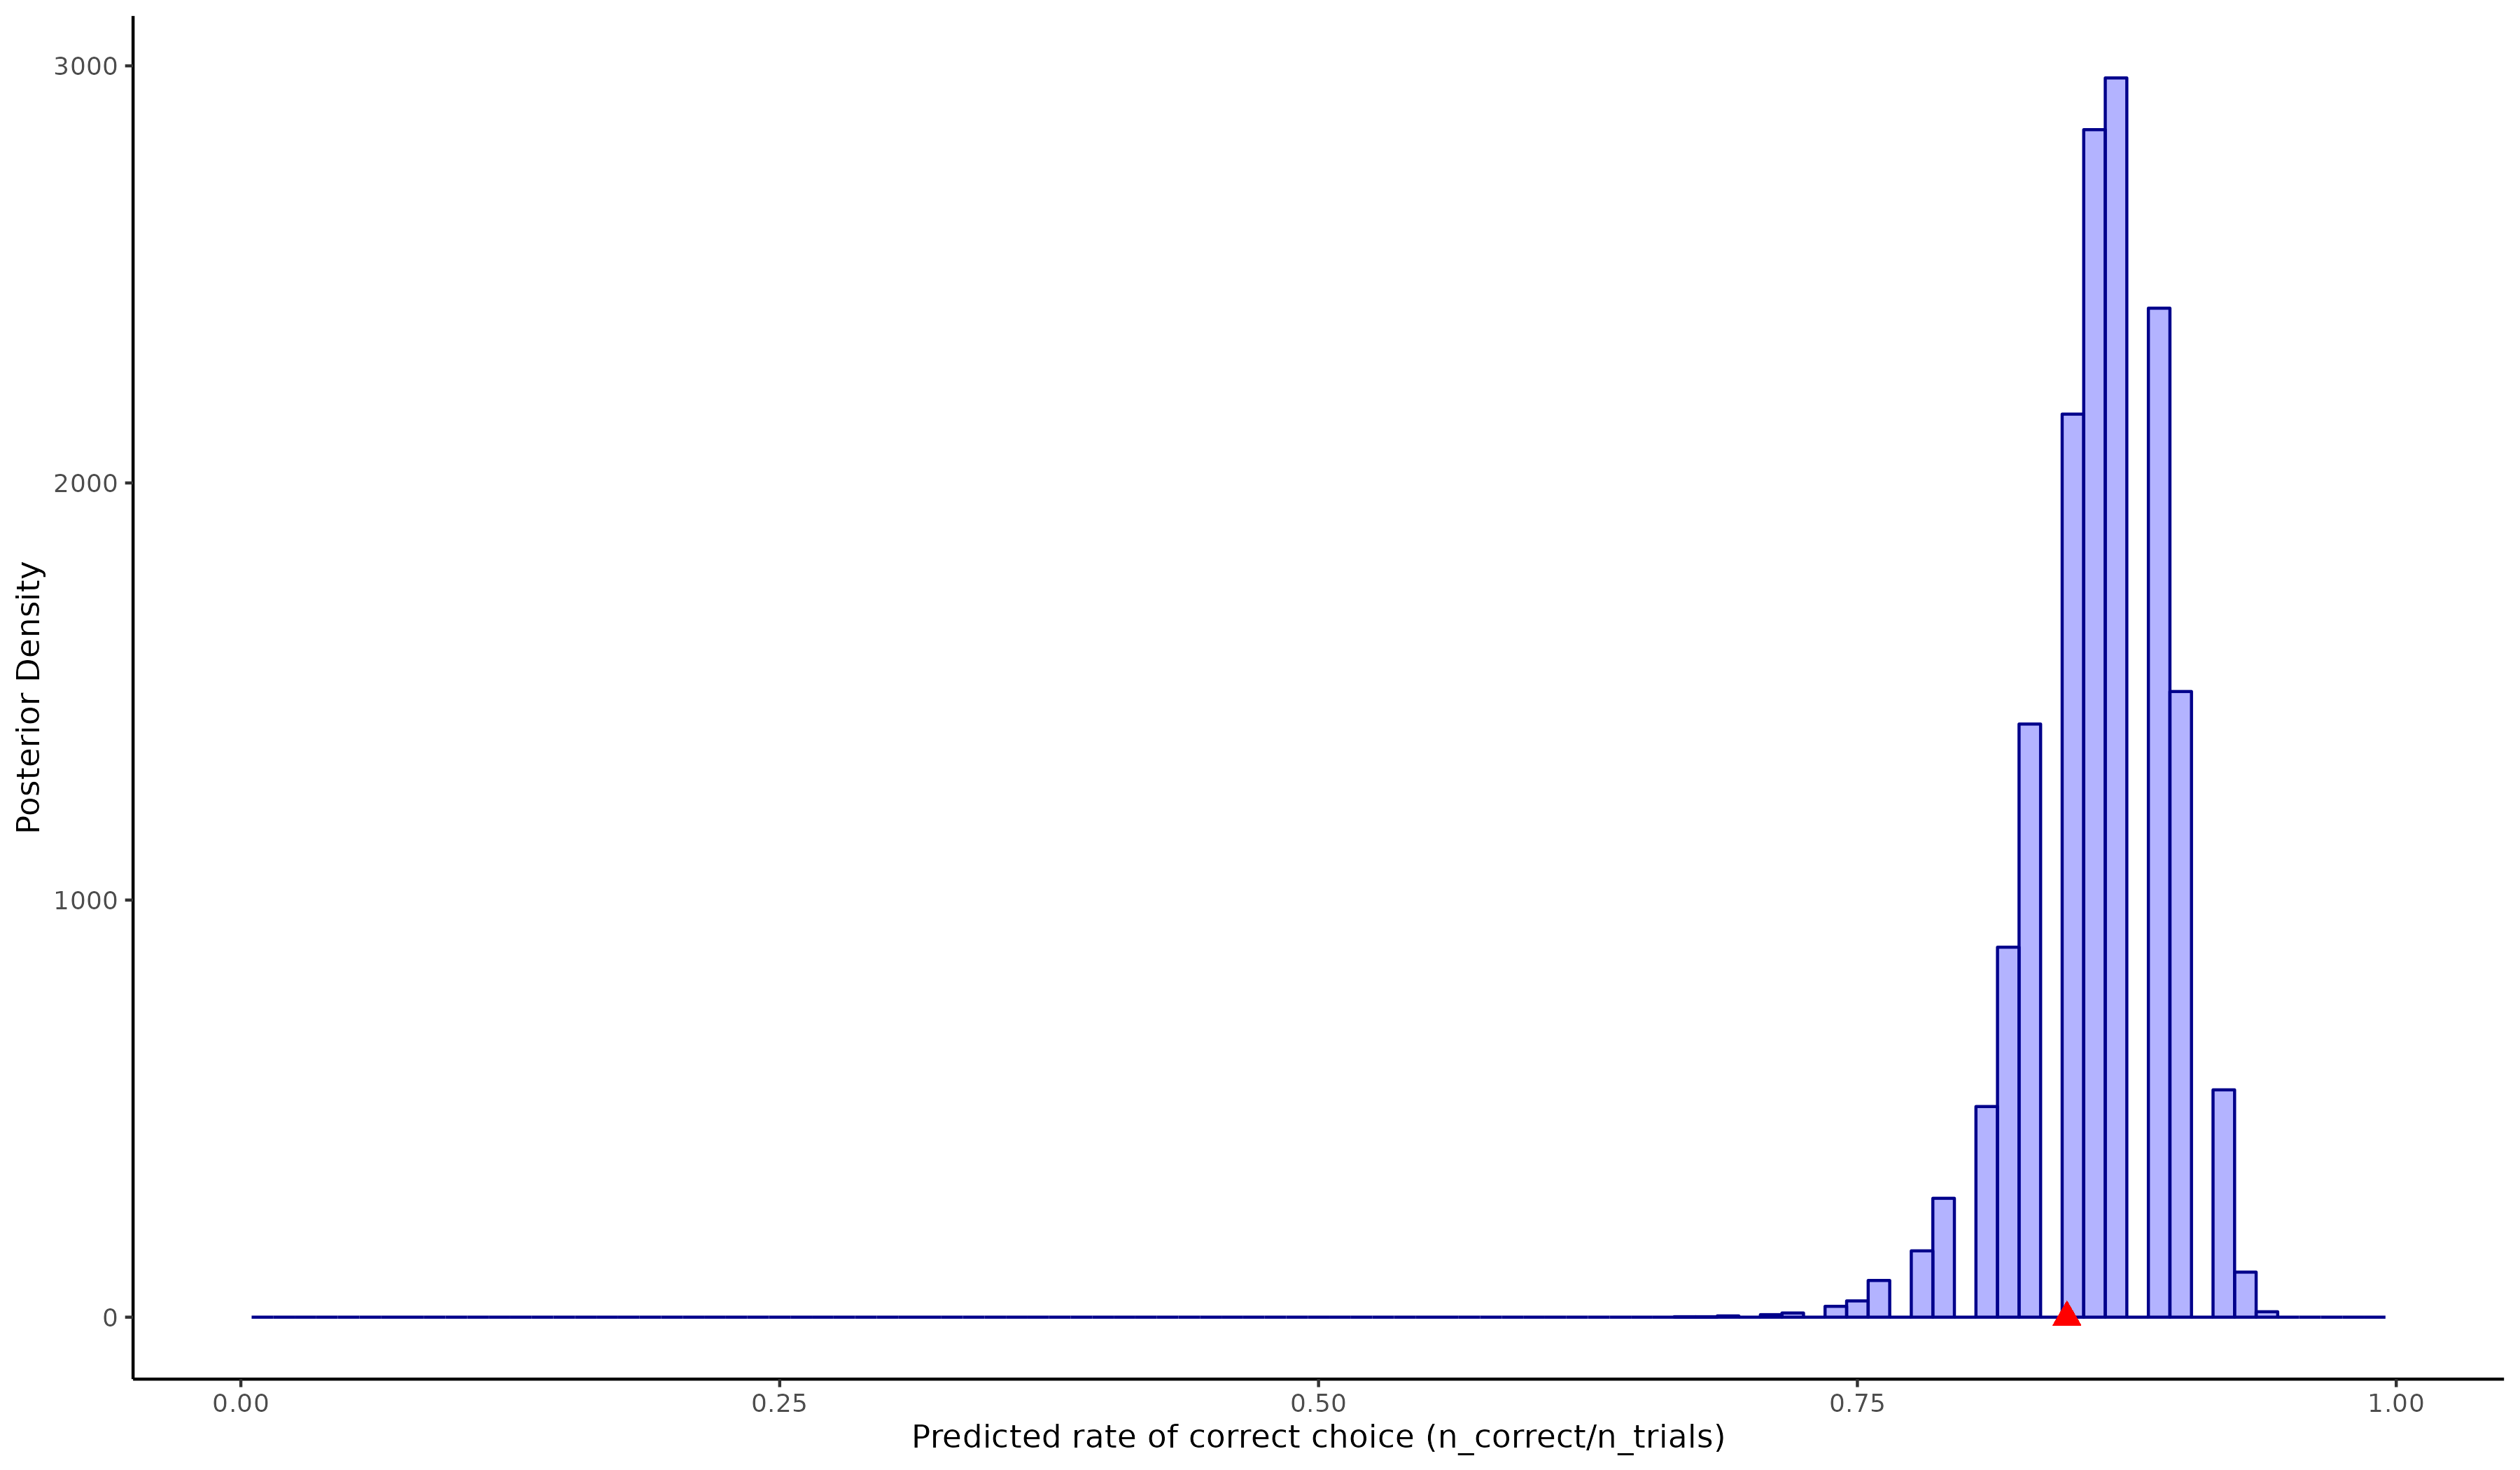 Posterior Density
3000
2000
1000
0
0.00 0.25 0.50 0.75 1.00
Predicted rate of correct choice (n_correct/n_trials)